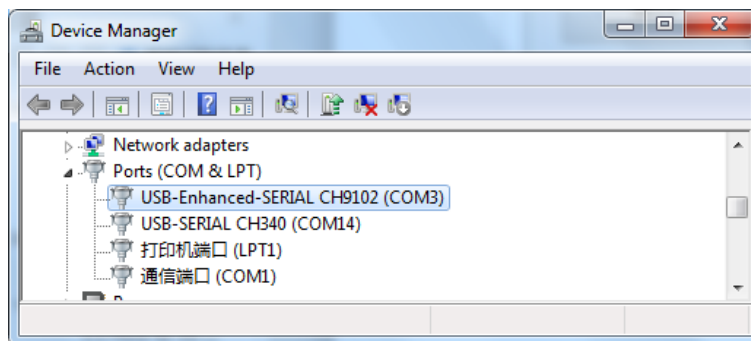 Device Manager
File Action View Help
Network adapters
Ports (COM & LPT)
USB-Enhanced-SERIAL CH9102 (COM3)
USB-SERIAL CH340 (COM14)
打印机端口 (LPT1)
通信端口 (COM1)